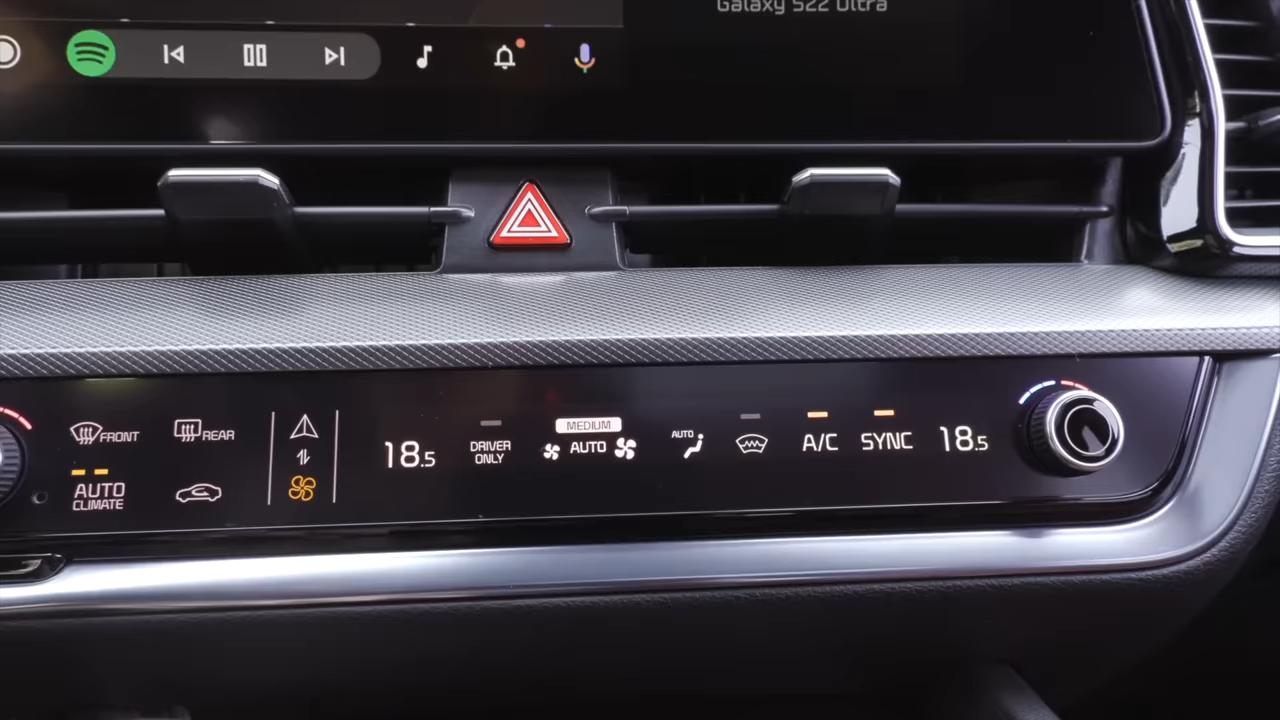 Galaxy S22 Ultra
FRONT
REAR
AUTO
CLIMATE
18.5
DRIVER
ONLY
MEDIUM
AUTO
AUTO
A/C
SYNC
18.5